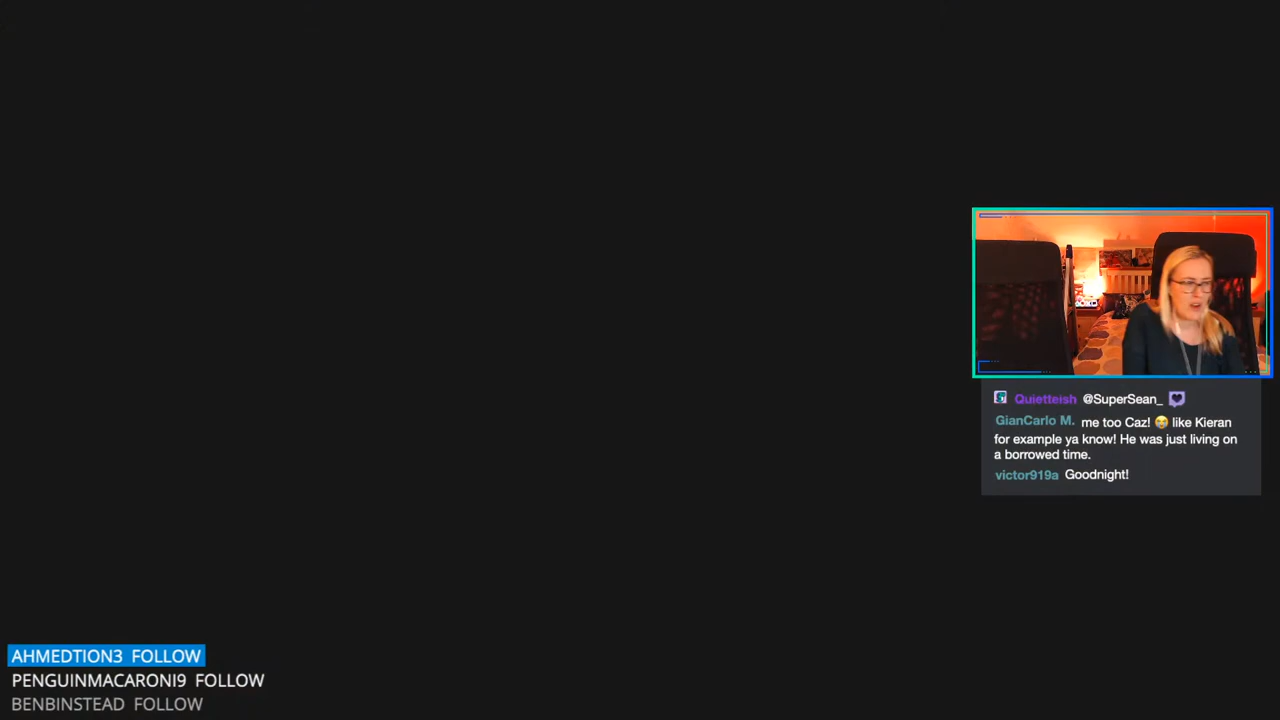 Quietteish @SuperSean_
GianCarlo M. me too Caz! 😭 like Kieran
for example ya know! He was just living on
a borrowed time.
victor919a Goodnight!
AHMEDTION3 FOLLOW
PENGUINMACARONI9 FOLLOW
BENBINSTEAD FOLLOW